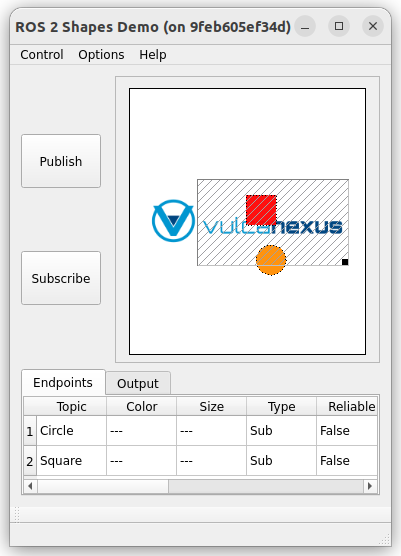 ROS 2 Shapes Demo (on 9feb605ef34d)
Control Options Help
Publish
vulcanexus
Subscribe
Endpoints Output
Topic Color Size Type Reliable
1 Circle --- --- Sub False
2 Square --- --- Sub False